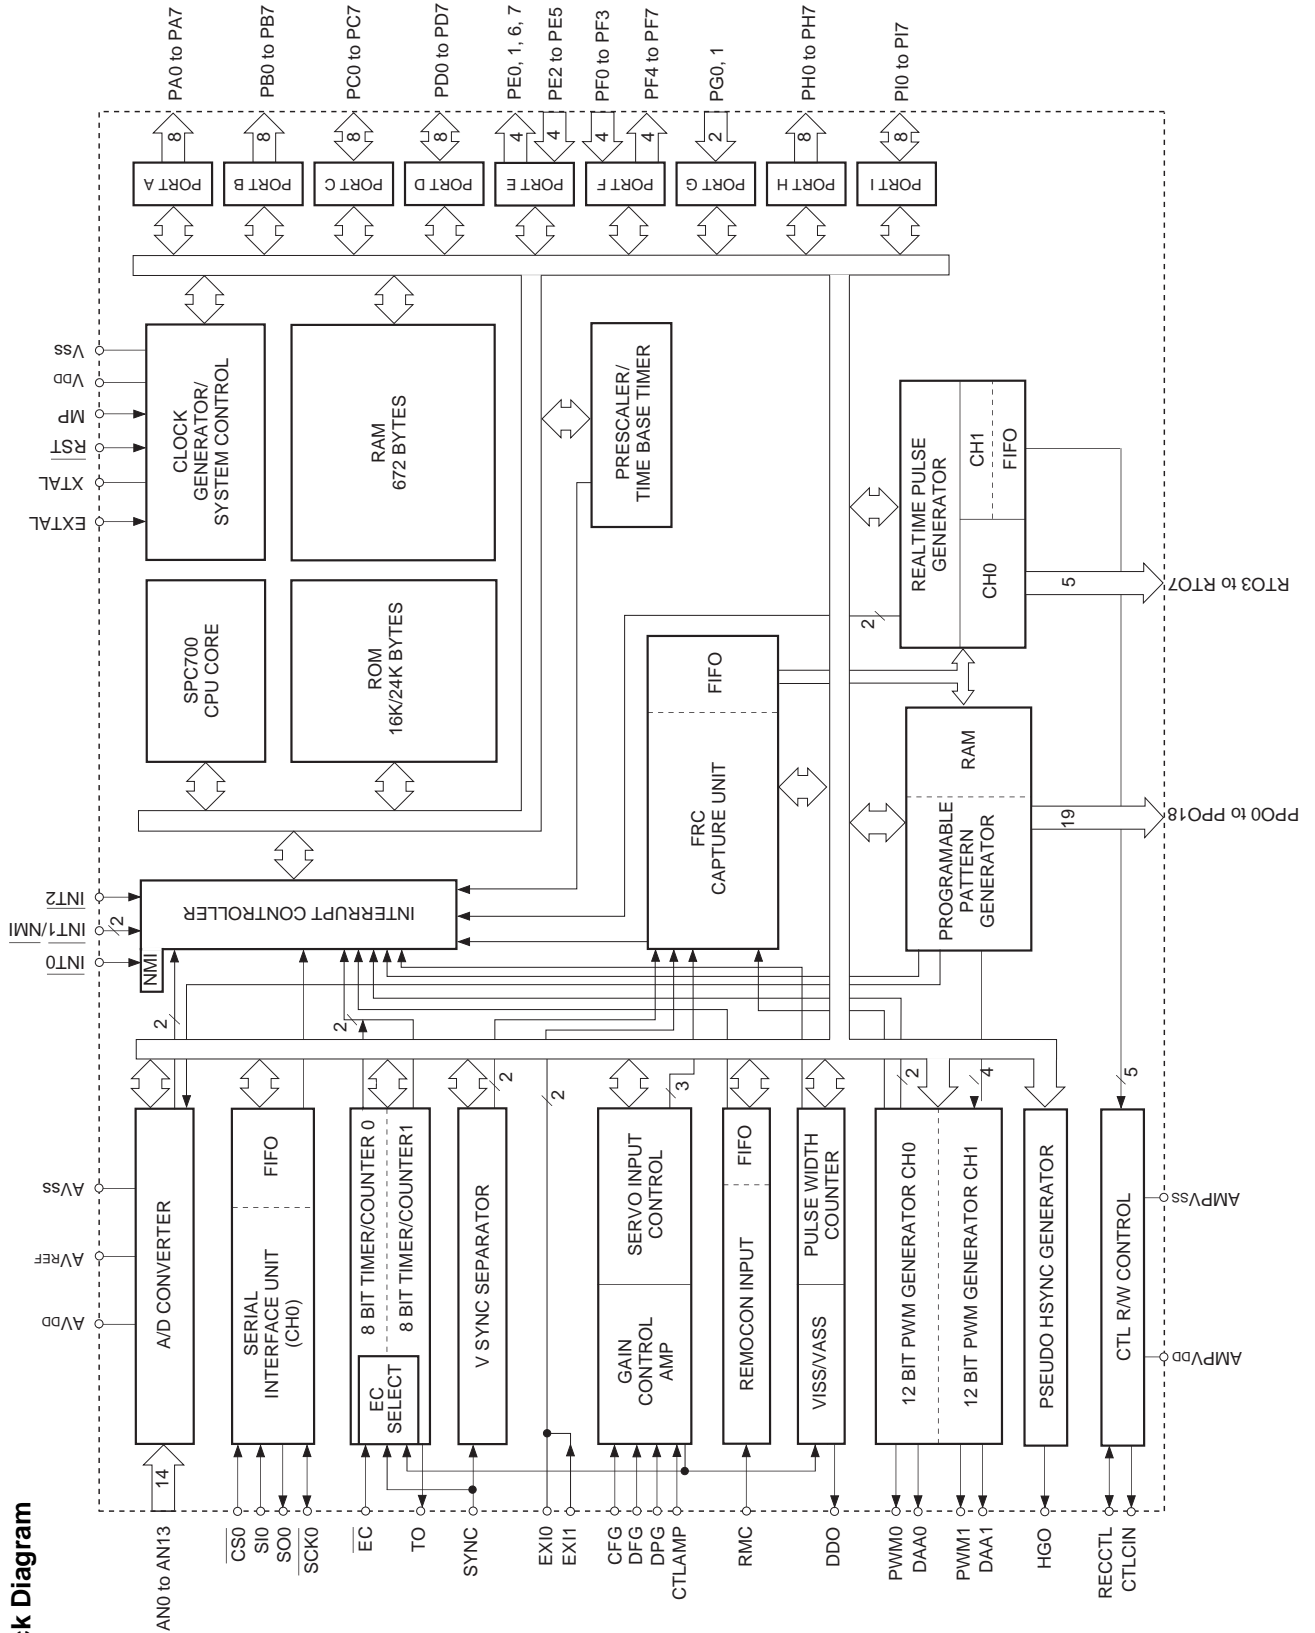 ck Diagram
AN0 to AN13
CS0
SI0
SO0
SCK0
EC
TO
SYNC
EXI0
EXI1
CFG
DFG
DPG
CTLAMP
RMC
DDO
PWM0
DAA0
PWM1
DAA1
HGO
RECCTL
CTLCIN
14
AVDD
AVREF
AVss
A/D CONVERTER
SERIAL
INTERFACE UNIT
(CH0)
FIFO
8 BIT TIMER/COUNTER 0
8 BIT TIMER/COUNTER1
EC
SELECT
V SYNC SEPARATOR
GAIN
CONTROL
AMP
SERVO INPUT
CONTROL
REMOCON INPUT
FIFO
VISS/VASS
PULSE WIDTH
COUNTER
12 BIT PWM GENERATOR CH0
12 BIT PWM GENERATOR CH1
PSEUDO HSYNC GENERATOR
CTL R/W CONTROL
AMPVDD
AMPVss
2
2
2
2
3
2
4
5
INT0
INT1/NMI
2
INT2
NMI
INTERRUPT CONTROLLER
FRC
CAPTURE UNIT
FIFO
PROGRAMABLE
PATTERN
GENERATOR
RAM
19
PPO0 to PPO18
2
SPC700
CPU CORE
ROM
16K/24K BYTES
EXTAL
XTAL
RST
MP
VDD
Vss
CLOCK
GENERATOR/
SYSTEM CONTROL
RAM
672 BYTES
PRESCALER/
TIME BASE TIMER
REALTIME PULSE
GENERATOR
CH0
CH1
FIFO
5
RTO3 to RTO7
PORT A
PORT B
PORT C
PORT D
PORT E
PORT F
PORT G
PORT H
PORT I
8
8
8
8
4
4
4
4
2
8
8
PA0 to PA7
PB0 to PB7
PC0 to PC7
PD0 to PD7
PE0, 1, 6, 7
PE2 to PE5
PF0 to PF3
PF4 to PF7
PG0, 1
PH0 to PH7
PI0 to PI7